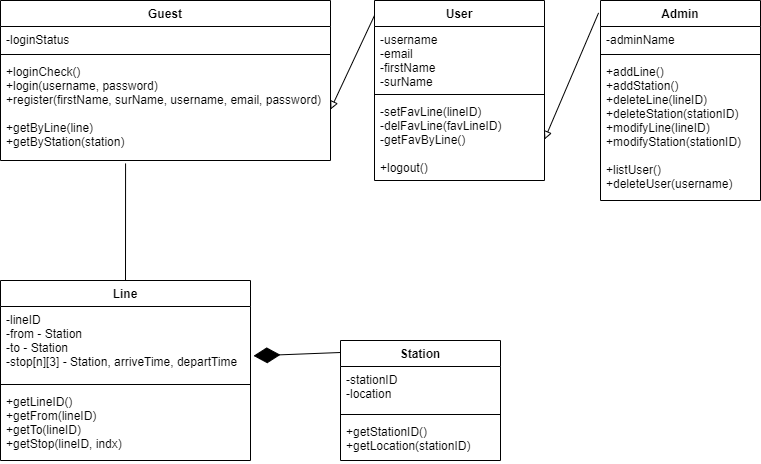 Guest
-loginStatus
+loginCheck()
+login(username, password)
+register(firstName, surName, username, email, password)
+getByLine(line)
+getByStation(station)
User
-username
-email
-firstName
-surName
-setFavLine(lineID)
-delFavLine(favLineID)
-getFavByLine()
+logout()
Admin
-adminName
+addLine()
+addStation()
+deleteLine(lineID)
+deleteStation(stationID)
+modifyLine(lineID)
+modifyStation(stationID)
+listUser()
+deleteUser(username)
Line
-lineID
-from - Station
-to - Station
-stop[n][3] - Station, arriveTime, departTime
+getLineID()
+getFrom(lineID)
+getTo(lineID)
+getStop(lineID, indx)
Station
-stationID
-location
+getStationID()
+getLocation(stationID)